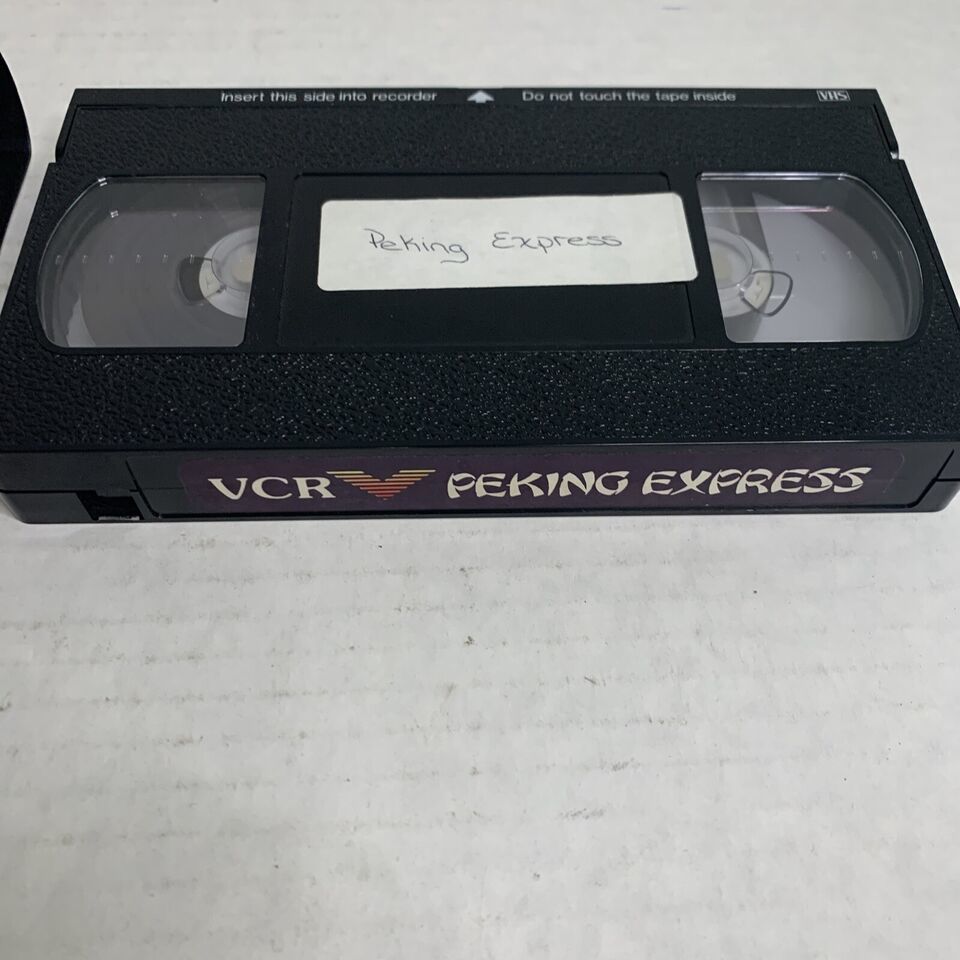 Insert this side into recorder Do not touch the tape inside VHS
Peking Express
VCR PEKING EXPRESS